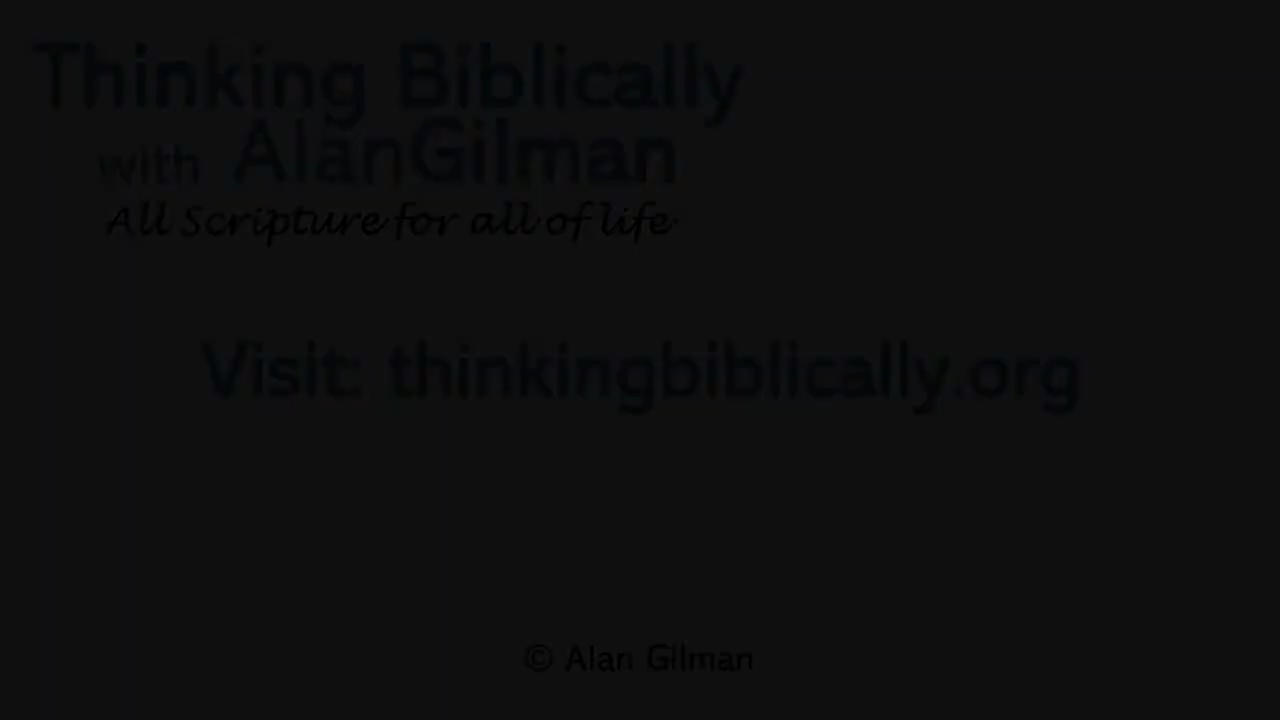 Thinking Biblically
with AlanGilman
All Scripture for all of life
Visit: thinkingbiblically.org
© Alan Gilman